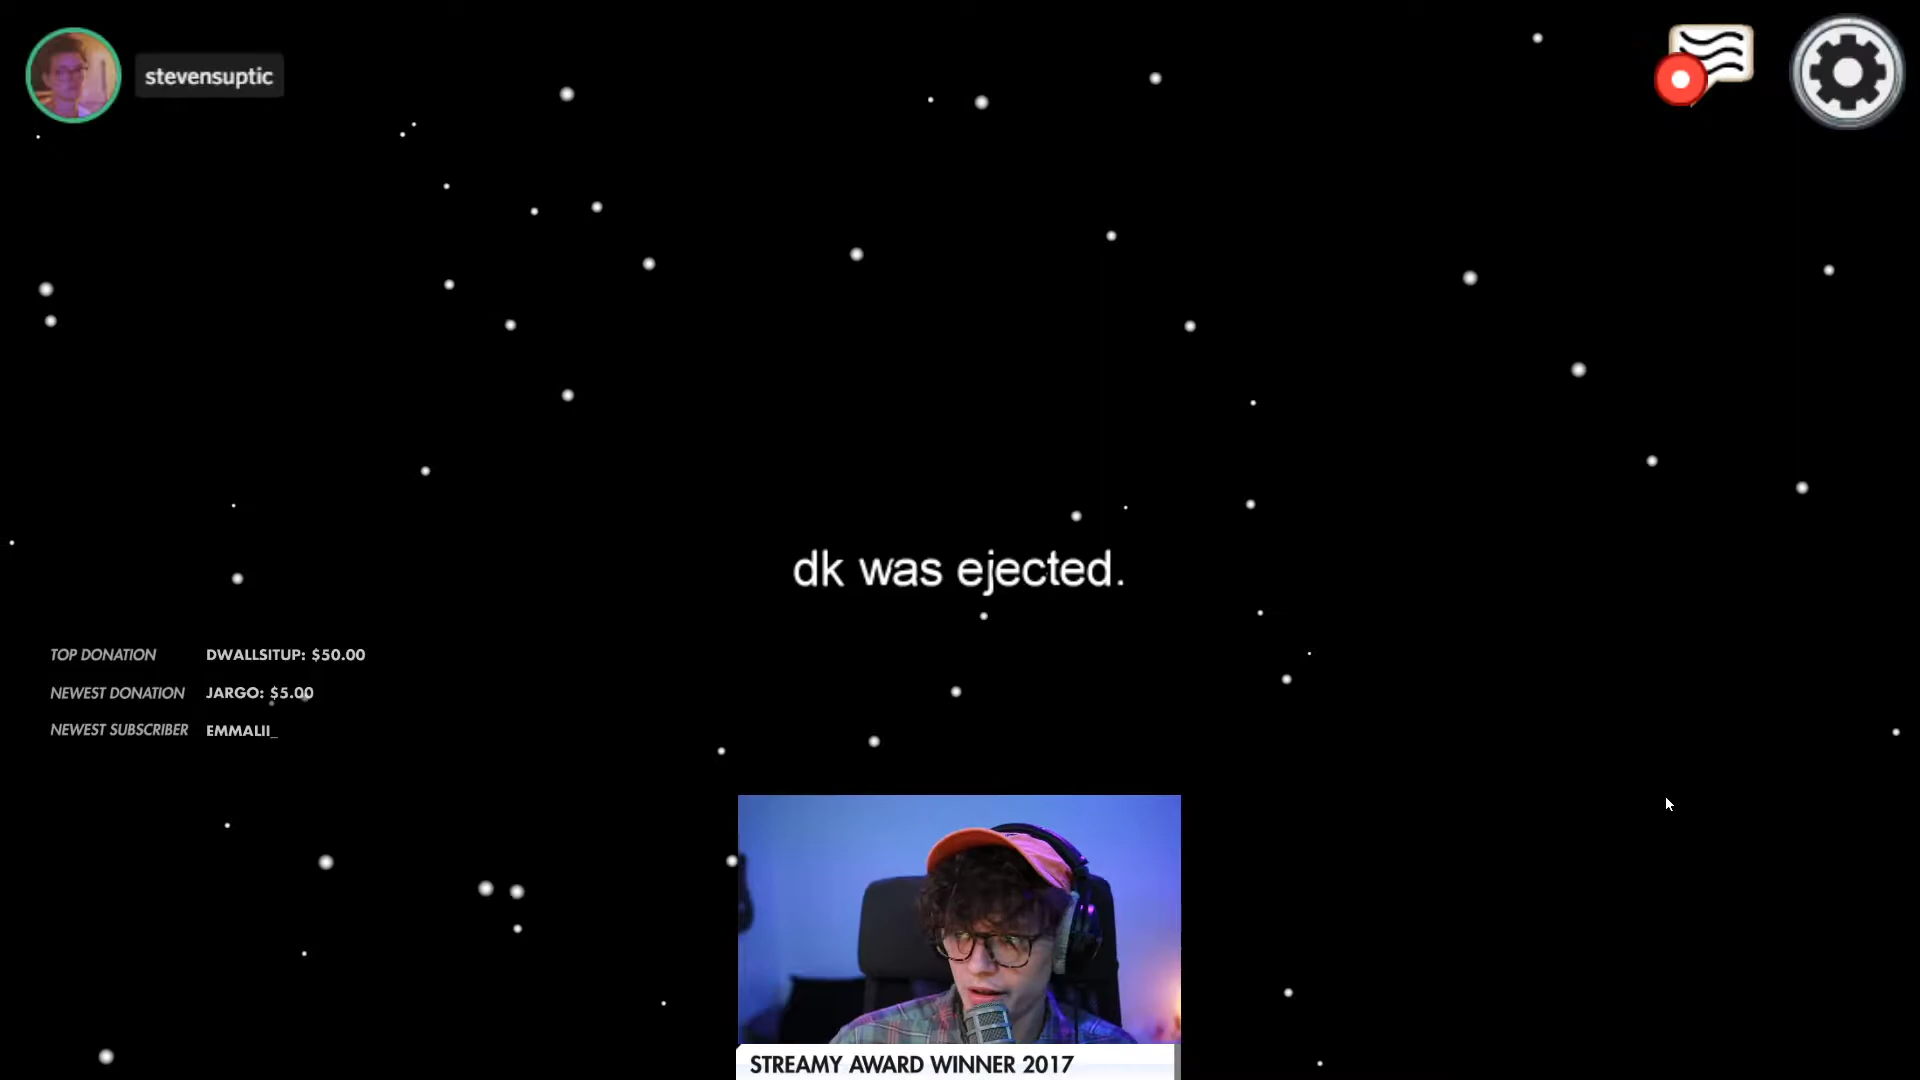 stevensuptic
dk was ejected.
TOP DONATION DWALLSITUP: $50.00
NEWEST DONATION JARGO: $5.00
NEWEST SUBSCRIBER EMMALII_
STREAMY AWARD WINNER 2017